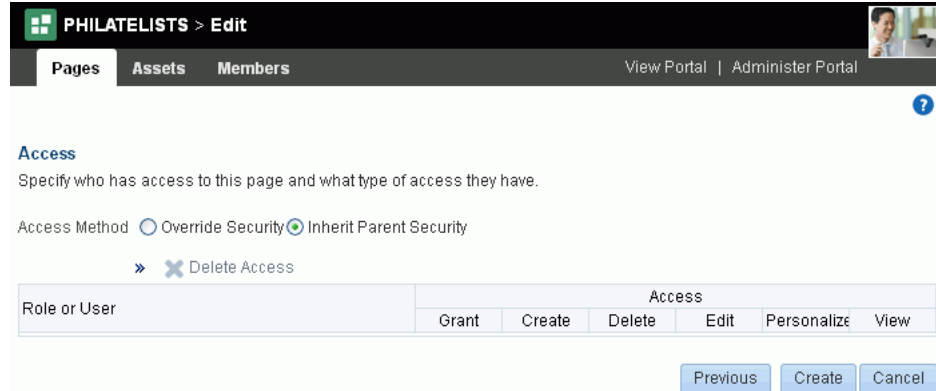 PHILATELISTS > Edit
Pages Assets Members View Portal | Administer Portal
?
Access
Specify who has access to this page and what type of access they have.
Access Method Override Security Inherit Parent Security
» Delete Access
Role or User Access
Grant Create Delete Edit Personalize View
Previous Create Cancel